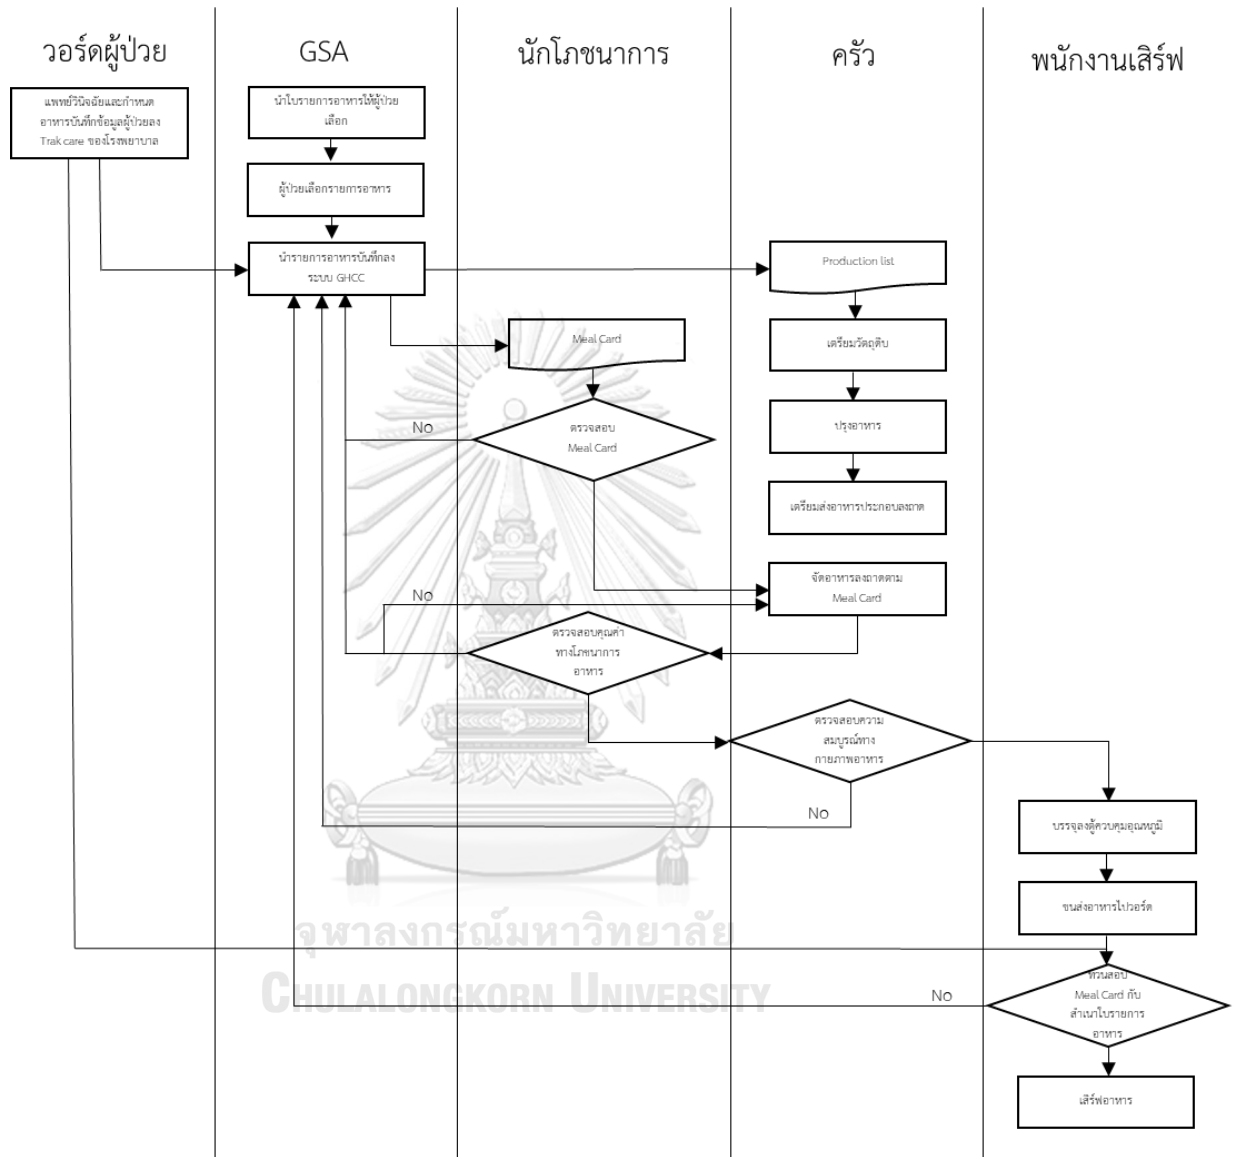 วอร์ดผู้ป่วย
GSA
นักโภชนาการ
ครัว
พนักงานเสิร์ฟ
แพทย์วินิจฉัยและกำหนด
อาหารบันทึกข้อมูลผู้ป่วยลง
Trak care ของโรงพยาบาล
นำใบรายการอาหารให้ผู้ป่วย
เลือก
ผู้ป่วยเลือกรายการอาหาร
นำรายการอาหารบันทึกลง
ระบบ GHCC
Production list
Meal Card
เตรียมวัตถุดิบ
No
ตรวจสอบ
Meal Card
ปรุงอาหาร
เตรียมส่งอาหารประกอบลงถาด
จัดอาหารลงถาดตาม
Meal Card
No
ตรวจสอบคุณค่า
ทางโภชนาการ
อาหาร
ตรวจสอบความ
สมบูรณ์ทาง
กายภาพอาหาร
No
บรรจุลงตู้ควบคุมอุณหภูมิ
ขนส่งอาหารไปวอร์ด
จุฬาลงกรณ์มหาวิทยาลัย
CHULALONGKORN UNIVERSITY
No
ทวนสอบ
Meal Card กับ
สำเนาใบรายการ
อาหาร
เสิร์ฟอาหาร